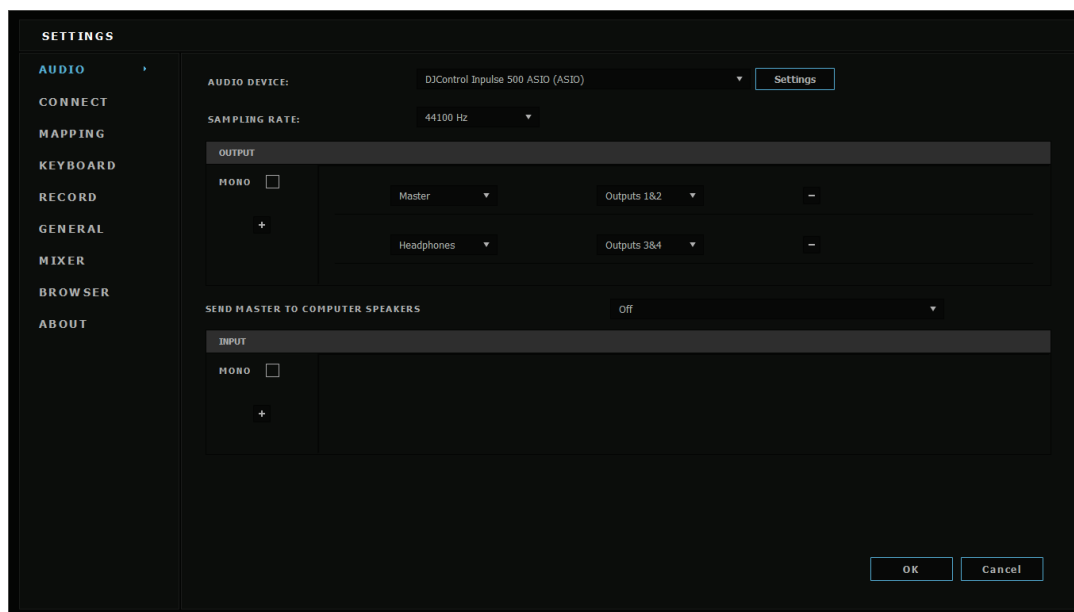 SETTINGS
AUDIO
CONNECT
MAPPING
KEYBOARD
RECORD
GENERAL
MIXER
BROWSER
ABOUT
AUDIO DEVICE: DJControl Inpulse 500 ASIO (ASIO) Settings
SAMPLING RATE: 44100 Hz
OUTPUT
MONO
+
Master Outputs 1&2 −
Headphones Outputs 3&4 −
SEND MASTER TO COMPUTER SPEAKERS Off
INPUT
MONO
+
OK Cancel